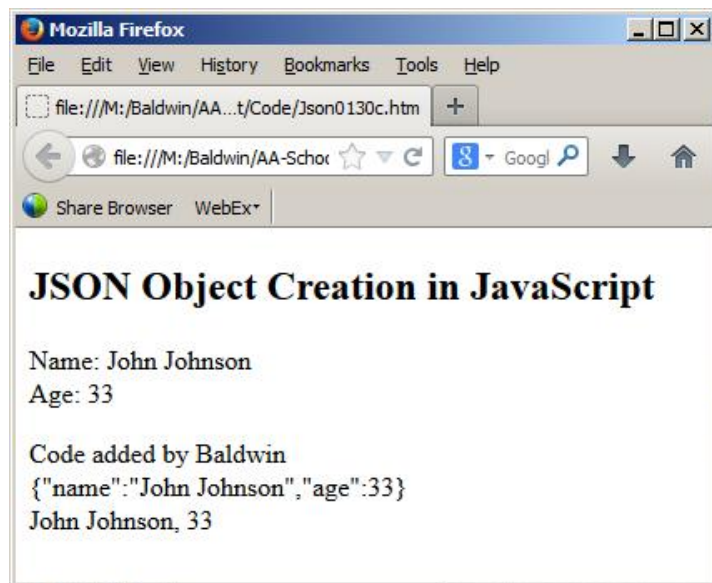 Mozilla Firefox
File Edit View History Bookmarks Tools Help
file:///M:/Baldwin/AA...t/Code/Json0130c.htm +
file:///M:/Baldwin/AA-Schoo 8 Googl
Share Browser WebEx
JSON Object Creation in JavaScript
Name: John Johnson
Age: 33
Code added by Baldwin
{"name":"John Johnson","age":33}
John Johnson, 33